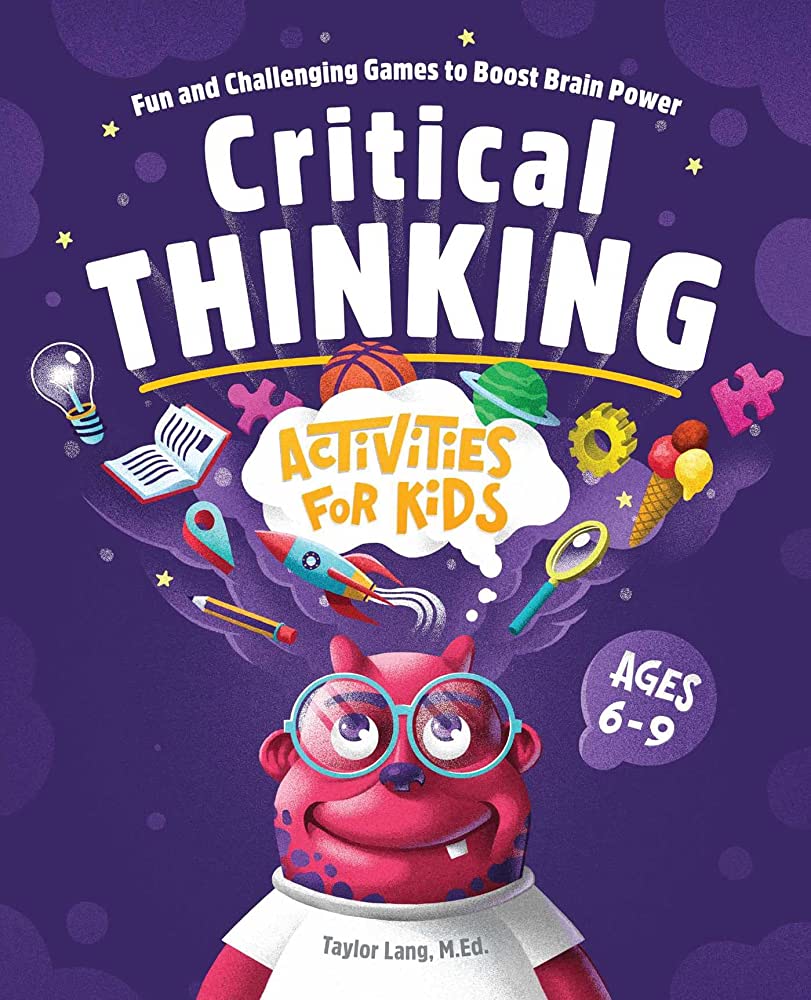 Fun and Challenging Games to Boost Brain Power
Critical
THINKING
ACTiViTiES
FOR KiDS
AGES
6-9
Taylor Lang, M.Ed.